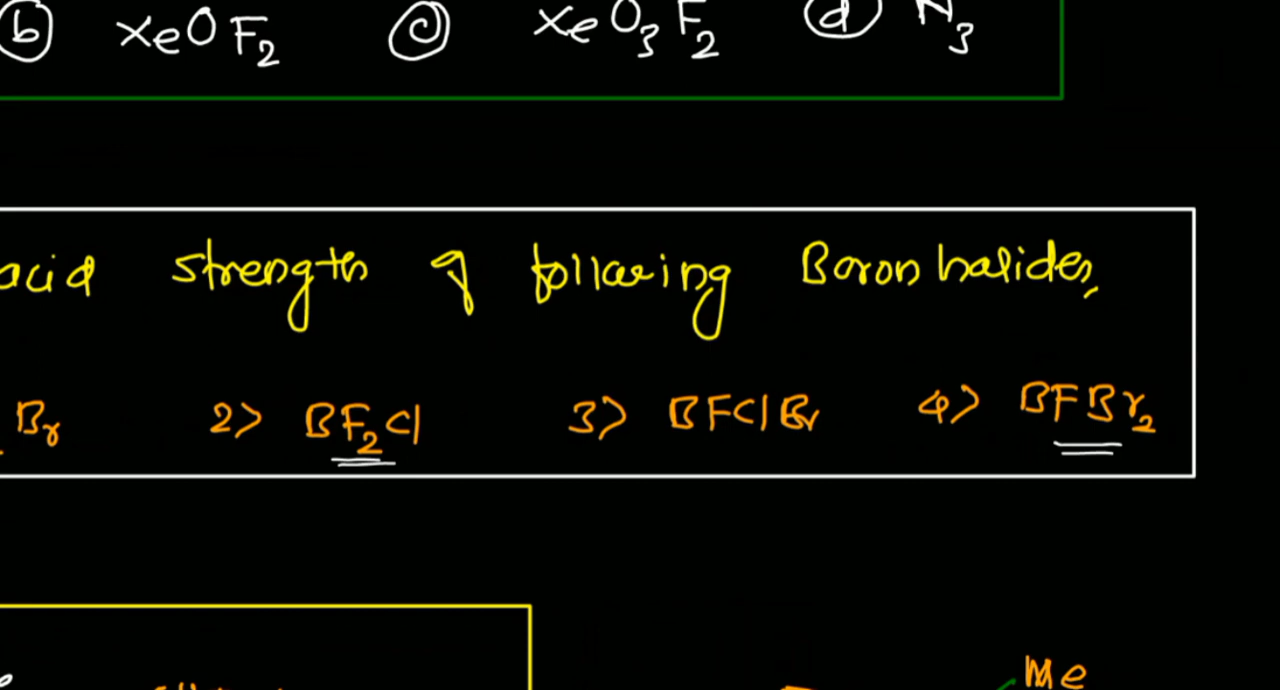 b XeOF₂ c XeO₃F₂ d N₃
acid strength of following Boron halides,
Br 2> BF₂Cl 3> BFClBr 4> BFBr₂
Me